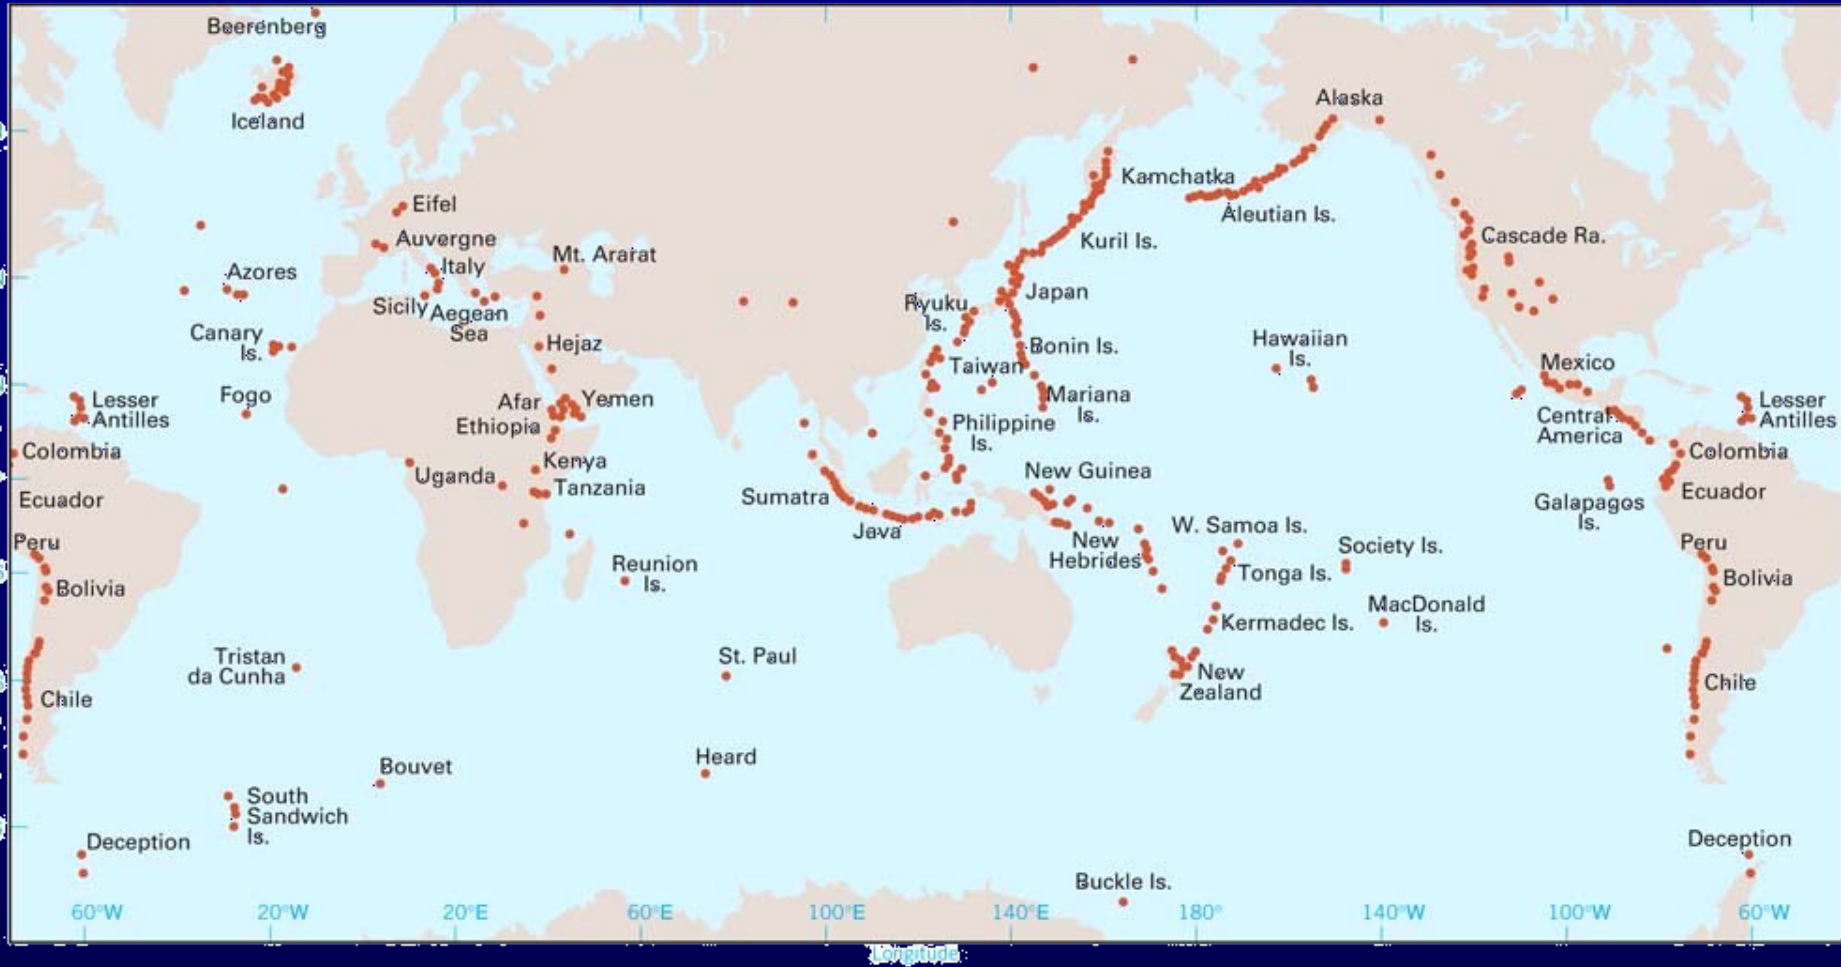 Beerenberg
Iceland
Alaska
Kamchatka
Aleutian Is.
Eifel
Auvergne
Kuril Is.
Cascade Ra.
Mt. Ararat
Italy
Azores
Japan
Ryuku
Is.
Sicily
Aegean
Sea
Canary
Is.
Hejaz
Bonin Is.
Hawaiian
Is.
Taiwan
Mexico
Lesser
Antilles
Fogo
Afar
Yemen
Ethiopia
Mariana
Is.
Philippine
Is.
Central
America
Lesser
Antilles
Colombia
Uganda
Kenya
Tanzania
New Guinea
Colombia
Ecuador
Sumatra
Galapagos
Is.
Ecuador
Java
New
Hebrides
W. Samoa Is.
Society Is.
Peru
Peru
Bolivia
Reunion
Is.
Tonga Is.
Bolivia
MacDonald
Is.
Kermadec Is.
Tristan
da Cunha
St. Paul
New
Zealand
Chile
Chile
Bouvet
Heard
South
Sandwich
Is.
Deception
Deception
Buckle Is.
60°W 20°W 20°E 60°E 100°E 140°E 180° 140°W 100°W 60°W
Longitude